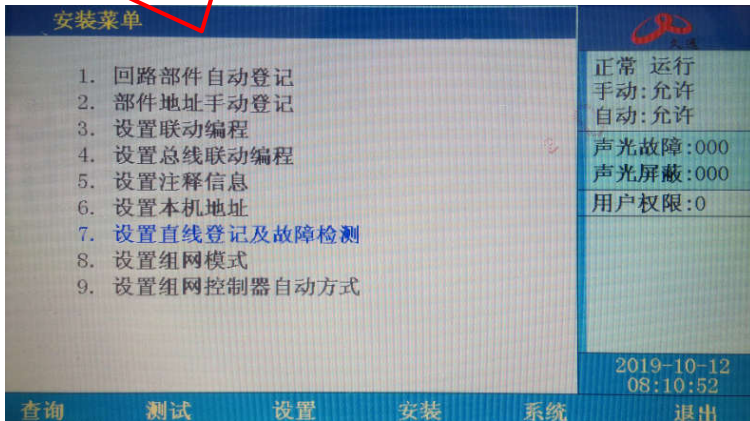 安装菜单
1. 回路部件自动登记
2. 部件地址手动登记
3. 设置联动编程
4. 设置总线联动编程
5. 设置注释信息
6. 设置本机地址
7. 设置直线登记及故障检测
8. 设置组网模式
9. 设置组网控制器自动方式
正常 运行
手动:允许
自动:允许
声光故障:000
声光屏蔽:000
用户权限:0
2019-10-12
08:10:52
查询 测试 设置 安装 系统 退出